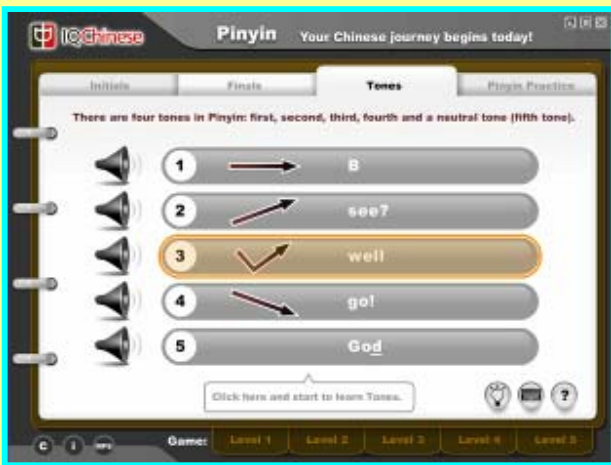 IQChinese Pinyin Your Chinese journey begins today!
Initials Finals Tones Pinyin Practice
There are four tones in Pinyin: first, second, third, fourth and a neutral tone (fifth tone).
1 B
2 see?
3 well
4 go!
5 God
Click here and start to learn Tones.
?
C i
Game: Level 1 Level 2 Level 3 Level 4 Level 5